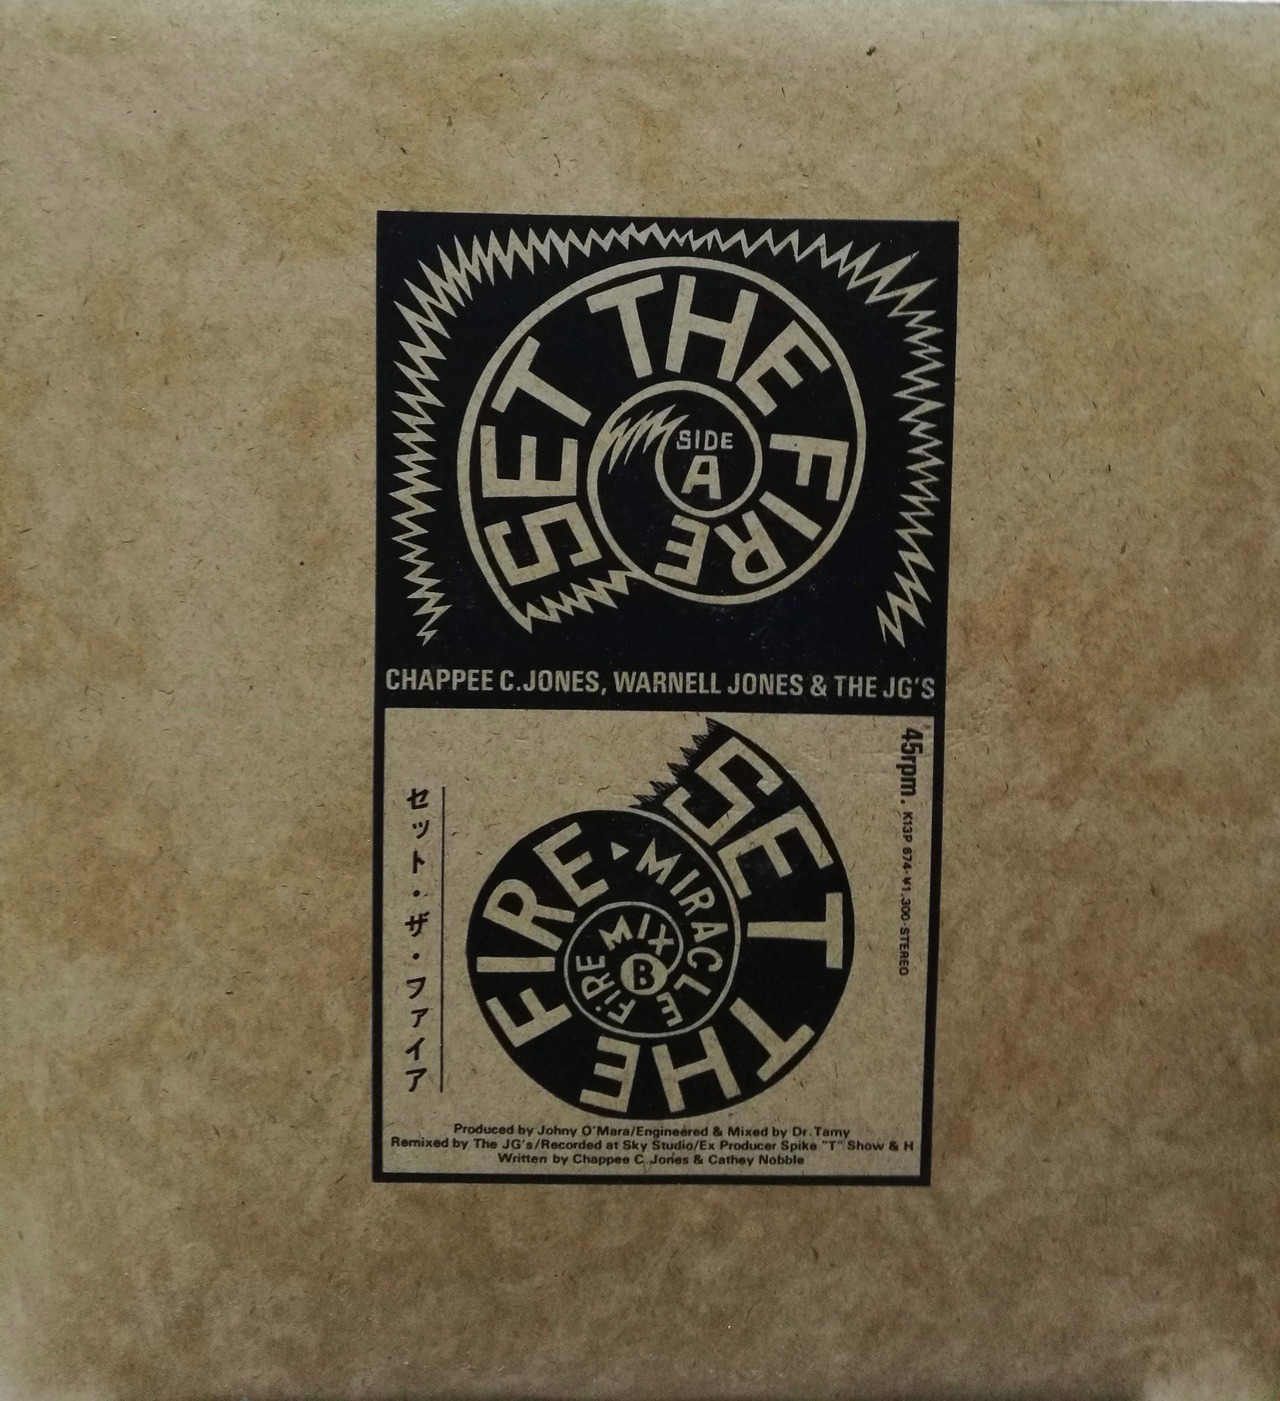 SET THE FIRE
SIDE
A
CHAPPEE C.JONES, WARNELL JONES & THE JG'S
45rpm. K13P 674·¥1,300·STEREO
セット・ザ・ファイア
SET THE FIRE·MIRACLE FIRE MIX
B
Produced by Johny O'Mara/Engineered & Mixed by Dr. Tamy
Remixed by The JG's/Recorded at Sky Studio/Ex Producer Spike "T" Show & H
Written by Chappee C.Jones & Cathey Nobble